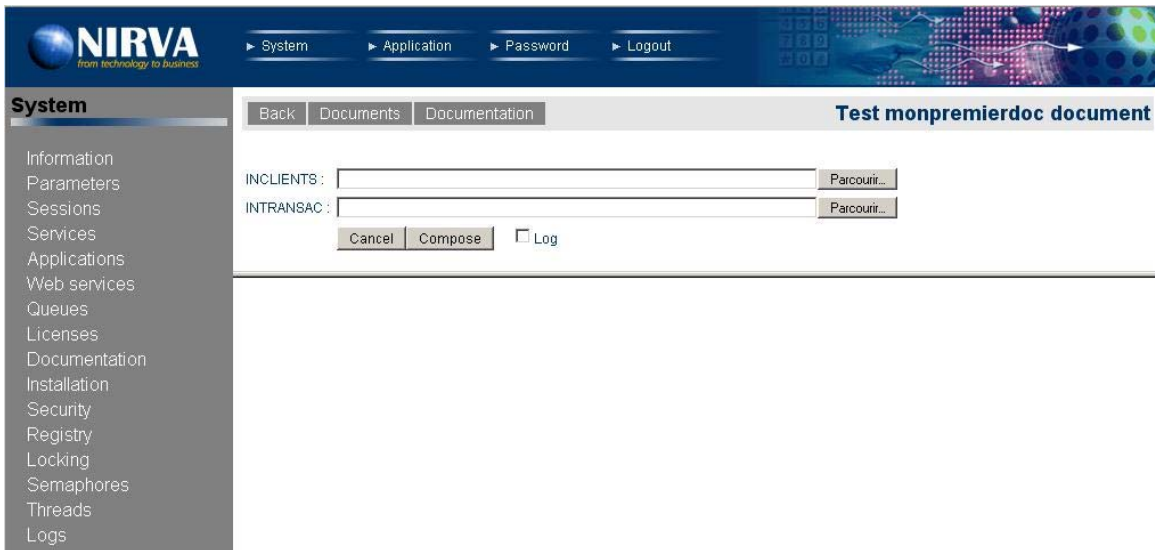 NIRVA
from technology to business
System
Application
Password
Logout
System
Back Documents Documentation
Test monpremierdoc document
Information
Parameters
Sessions
Services
Applications
Web services
Queues
Licenses
Documentation
Installation
Security
Registry
Locking
Semaphores
Threads
Logs
INCLIENTS :
Parcourir...
INTRANSAC :
Parcourir...
Cancel Compose Log